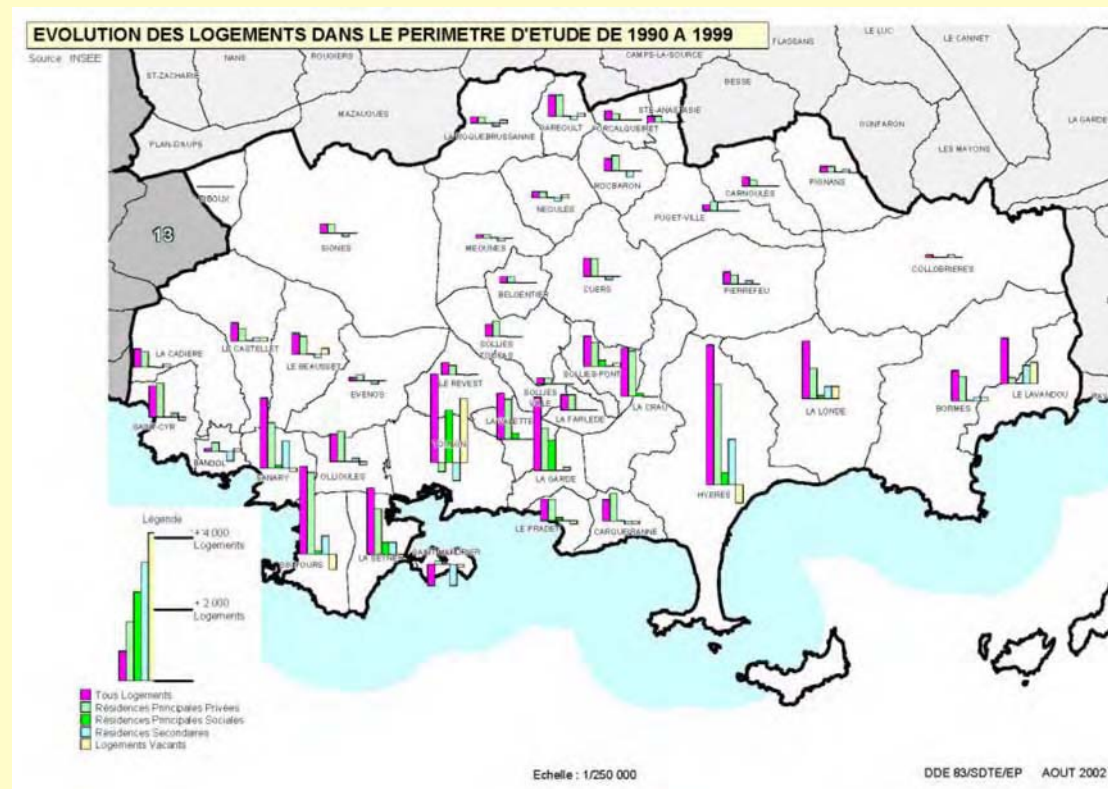 EVOLUTION DES LOGEMENTS DANS LE PERIMETRE D'ETUDE DE 1990 A 1999
Source INSEE
NANS
ROUGIERS
CAMPS-LA-SOURCE
FLASSANS
LE LUC
LE CANNET
ST-ZACHARIE
MAZAUGUES
BESSE
GONFARON
LA GARDE
PLAN-D'AUPS
LES MAYONS
LA ROQUEBRUSSANNE
GAREOULT
FORCALQUEIRET
STE-ANASTASIE
ROCBARON
CARNOULES
PIGNANS
RIBOUX
NEOULES
PUGET-VILLE
13
SIGNES
MEOUNES
COLLOBRIERES
BELGENTIER
CUERS
PIERREFEU
LA CADIERE
LE CASTELLET
LE BEAUSSET
SOLLIES
TOUCAS
SOLLIES-PONT
EVENOS
LE REVEST
SOLLIES
VILLE
LA CRAU
LA LONDE
BORMES
LE LAVANDOU
SAINT-CYR
LA VALETTE
LA FARLEDE
BANDOL
SANARY
OLLIOULES
TOULON
LA GARDE
HYERES
LE PRADET
CARQUEIRANNE
SIX-FOURS
LA SEYNE
SAINT-MANDRIER
Légende
+ 4 000
Logements
+ 2 000
Logements
Tous Logements
Résidences Principales Privées
Résidences Principales Sociales
Résidences Secondaires
Logements Vacants
Echelle : 1/250 000
DDE 83/SDTE/EP AOUT 2002